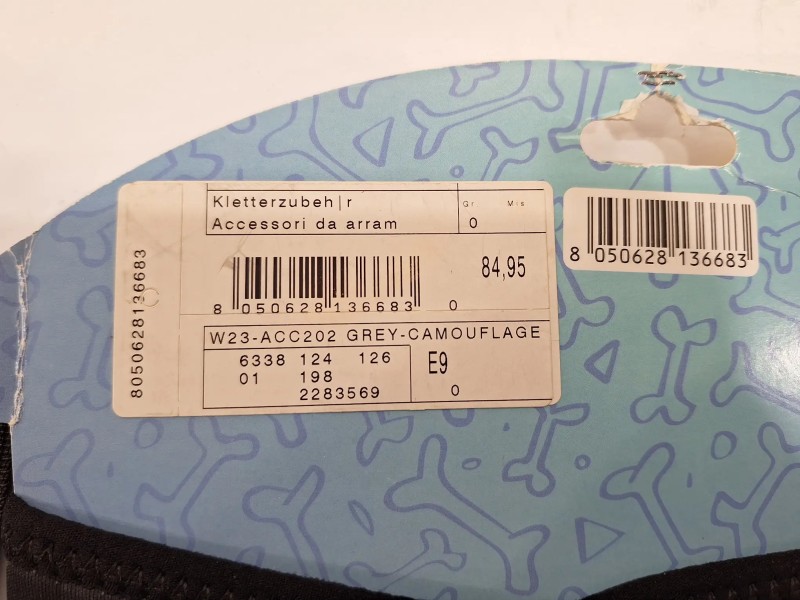 Kletterzubeh|r
Accessori da arram
Gr Mis
0
8050628136683
84,95
8 050628 136683
0
W23-ACC202 GREY-CAMOUFLAGE
6338 124 126
01 198
2283569
E9
0
8 050628 136683